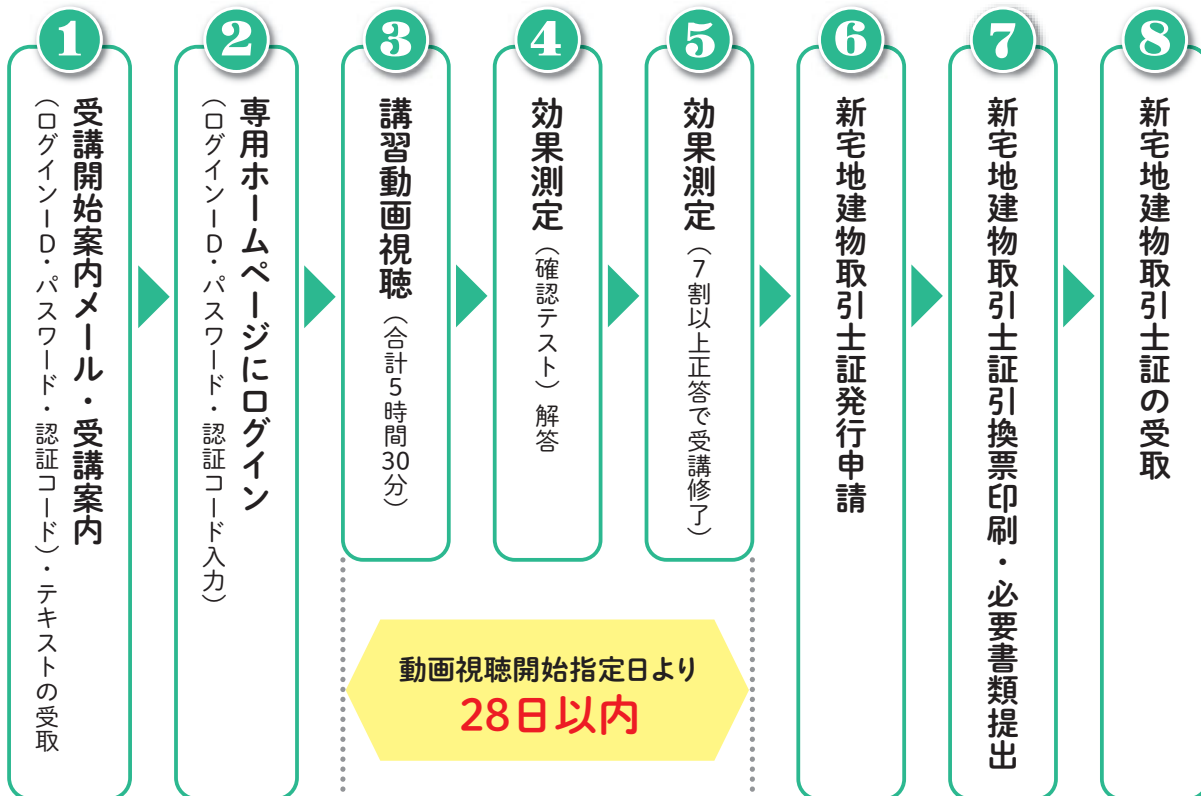 1
受講開始案内メール・受講案内
（ログインID・パスワード・認証コード）・テキストの受取
2
専用ホームページにログイン
（ログインID・パスワード・認証コード入力）
3
講習動画視聴（合計5時間30分）
4
効果測定（確認テスト）解答
5
効果測定（7割以上正答で受講修了）
動画視聴開始指定日より
28日以内
6
新宅地建物取引士証発行申請
7
新宅地建物取引士証引換票印刷・必要書類提出
8
新宅地建物取引士証の受取